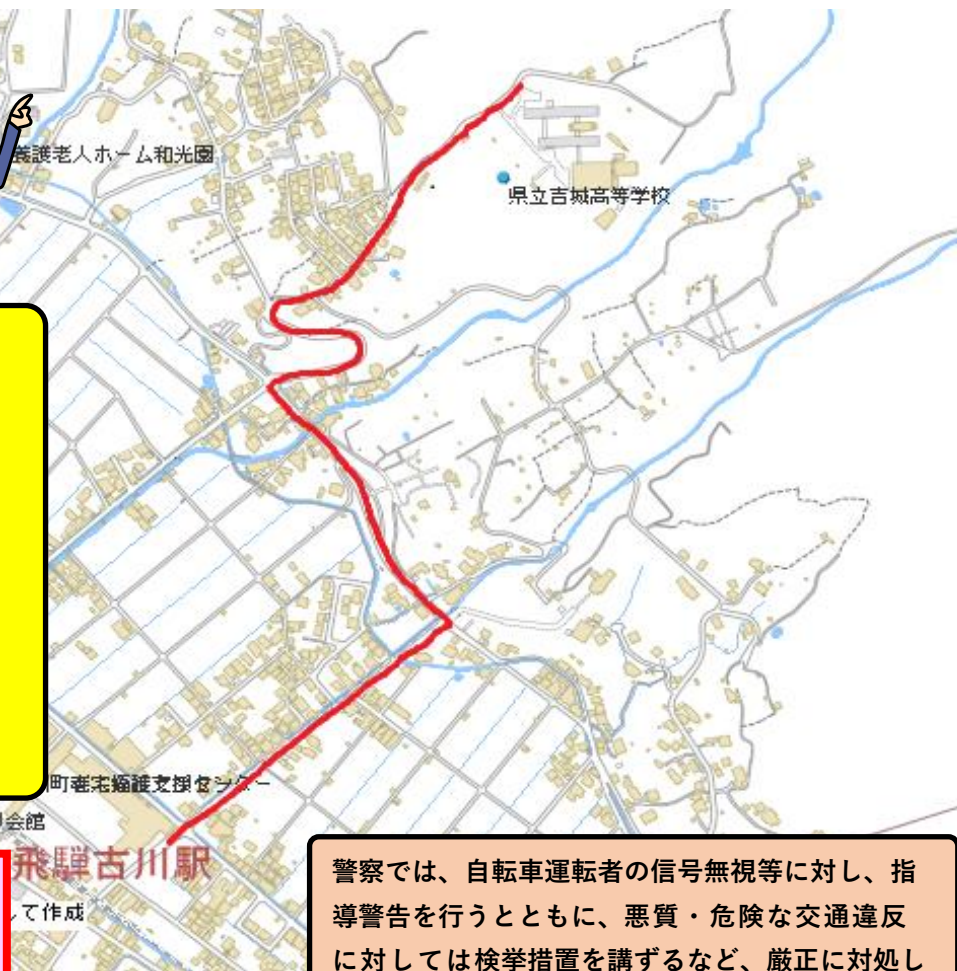 養護老人ホーム和光園
県立吉城高等学校
会館
飛騨古川駅
して作成
警察では、自転車運転者の信号無視等に対し、指
導警告を行うとともに、悪質・危険な交通違反
に対しては検挙措置を講ずるなど、厳正に対処し